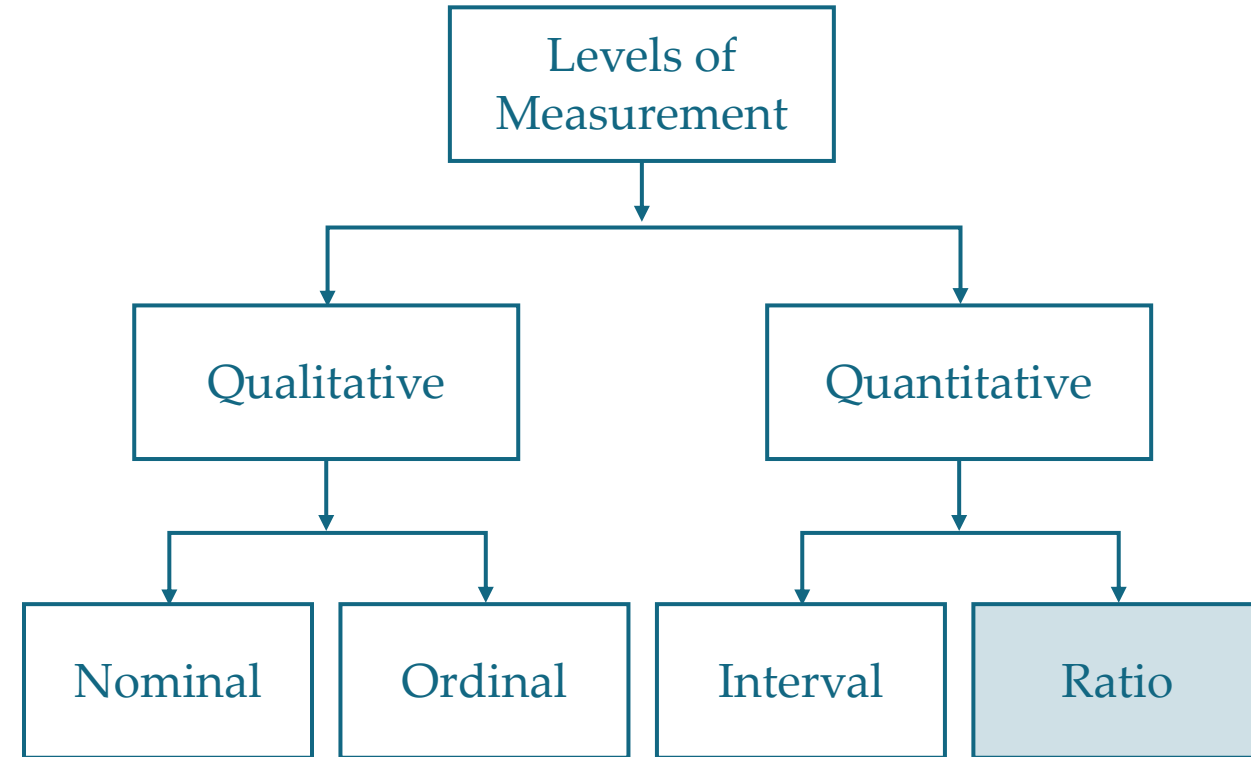 Levels of
Measurement
Qualitative
Quantitative
Nominal
Ordinal
Interval
Ratio